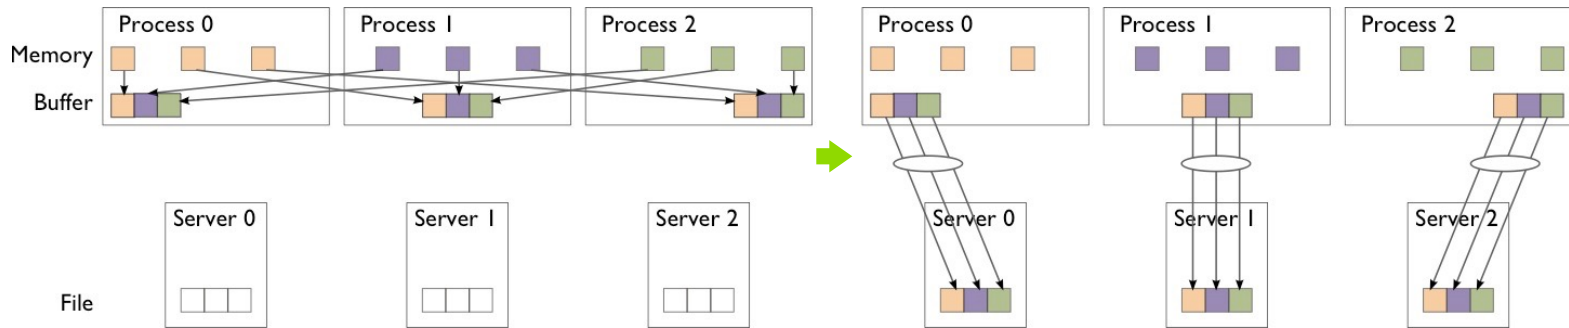 Process 0 Process 1 Process 2 Process 0 Process 1 Process 2
Memory
Buffer
Server 0 Server 1 Server 2 Server 0 Server 1 Server 2
File